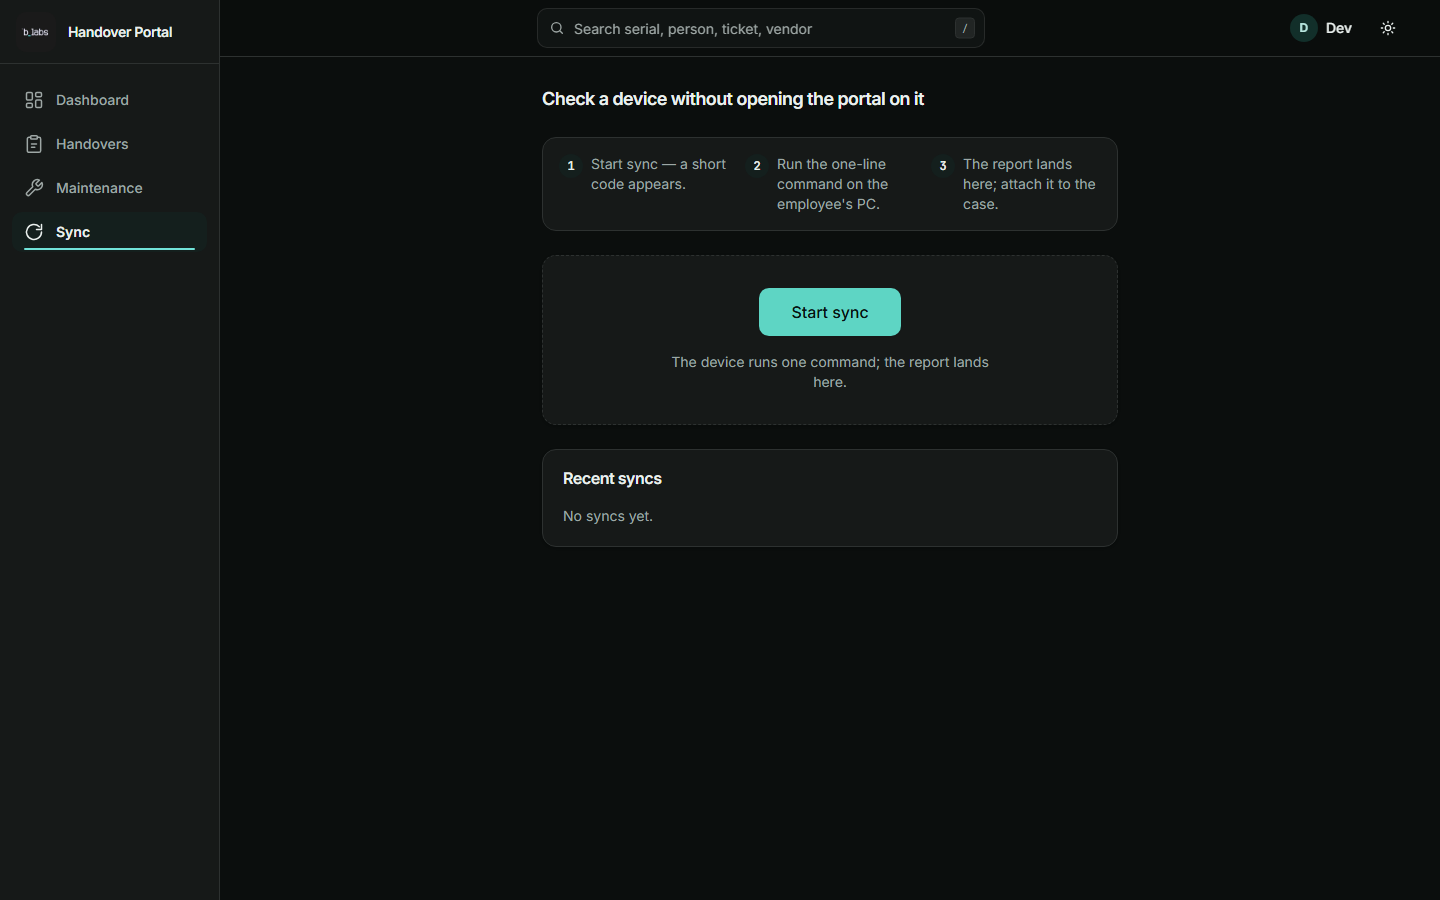 b_labs
Handover Portal
Search serial, person, ticket, vendor
/
D
Dev
Dashboard
Handovers
Maintenance
Sync
Check a device without opening the portal on it
1
Start sync — a short
code appears.
2
Run the one-line
command on the
employee's PC.
3
The report lands
here; attach it to the
case.
Start sync
The device runs one command; the report lands
here.
Recent syncs
No syncs yet.